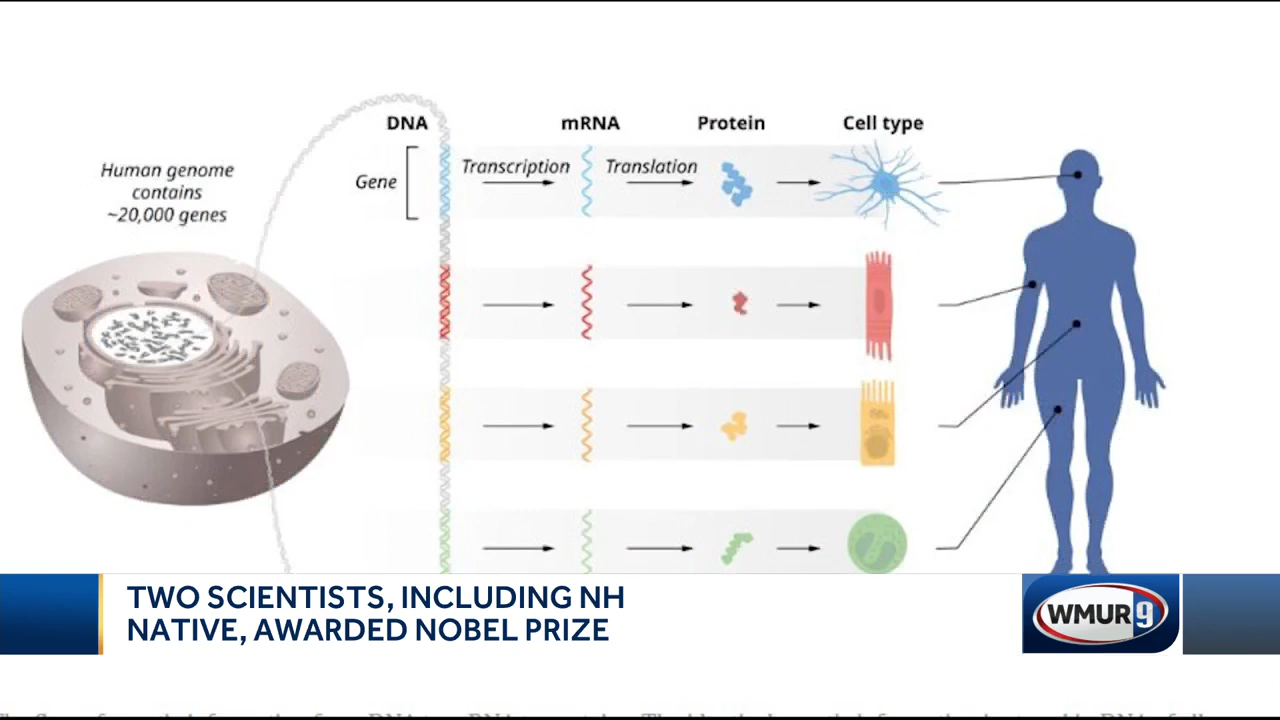 DNA
mRNA
Protein
Cell type
Human genome
contains
~20,000 genes
Gene
Transcription
Translation
TWO SCIENTISTS, INCLUDING NH
NATIVE, AWARDED NOBEL PRIZE
WMUR 9